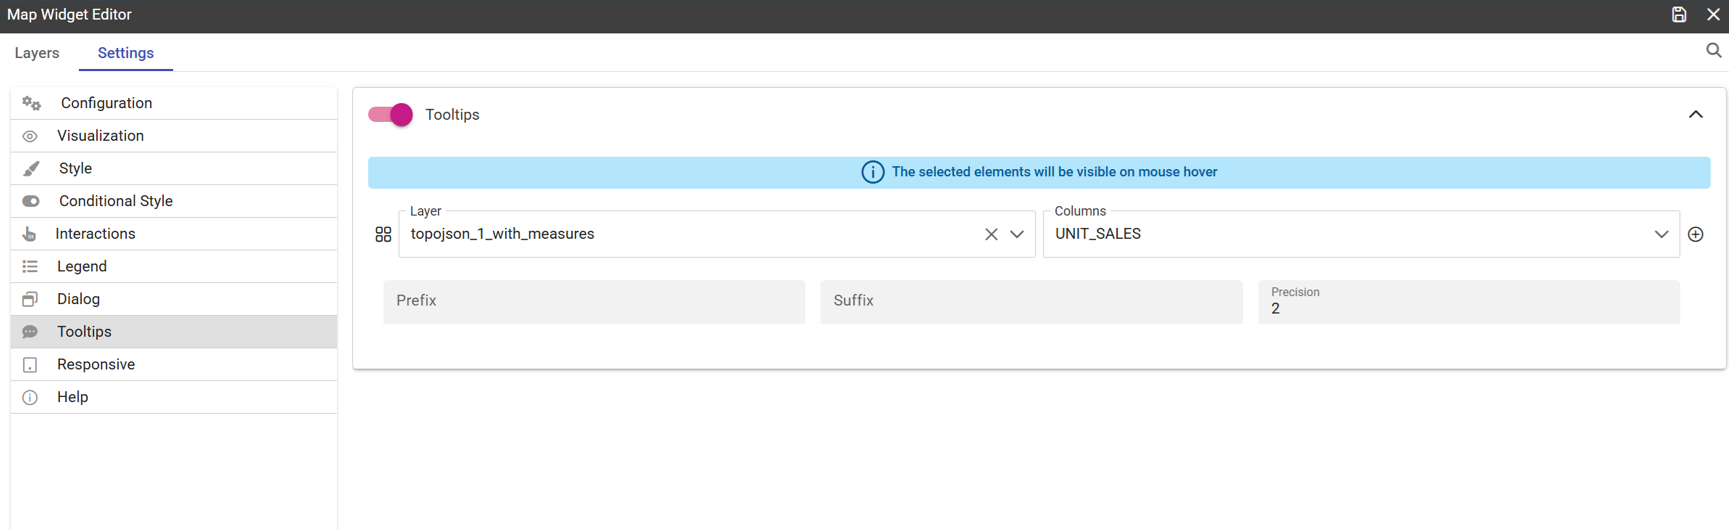 Map Widget Editor
Layers
Settings
Configuration
Visualization
Style
Conditional Style
Interactions
Legend
Dialog
Tooltips
Responsive
Help
Tooltips
The selected elements will be visible on mouse hover
Layer
topojson_1_with_measures
Columns
UNIT_SALES
Prefix
Suffix
Precision
2